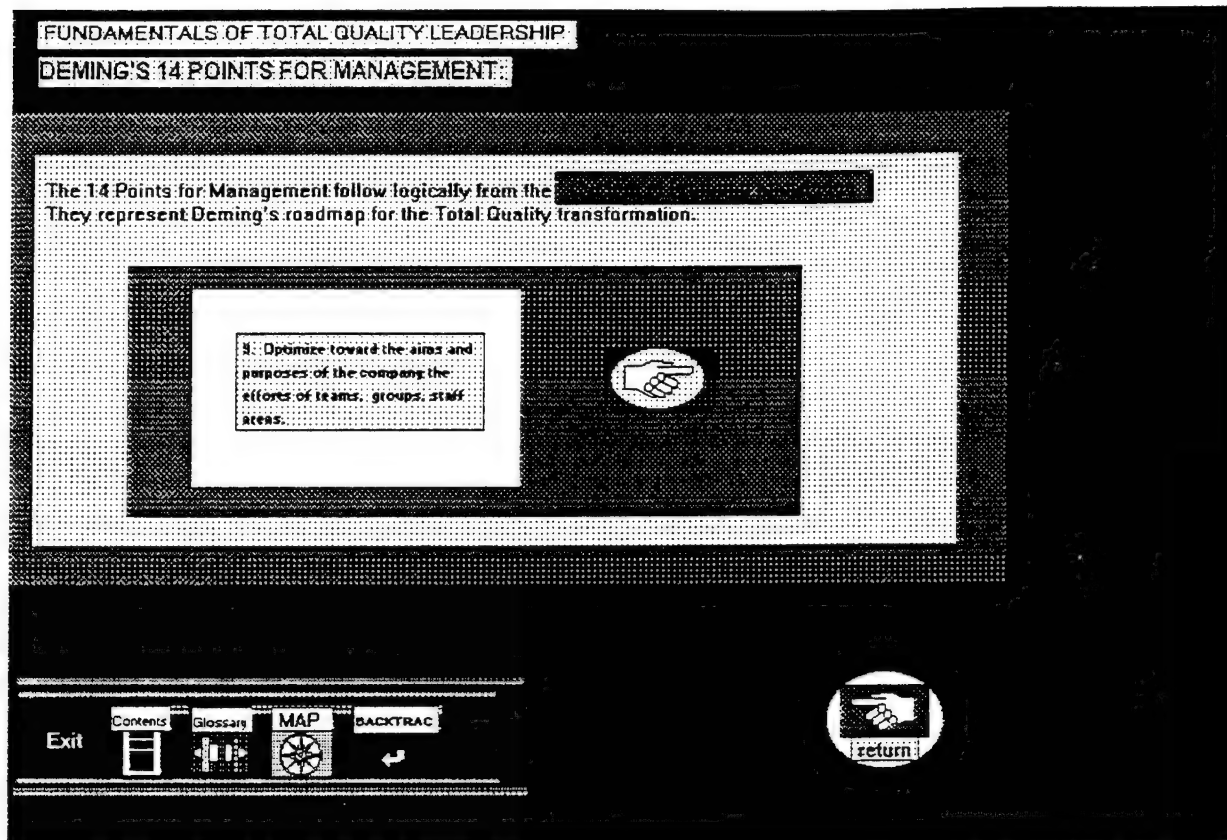 FUNDAMENTALS OF TOTAL QUALITY LEADERSHIP
DEMING'S 14 POINTS FOR MANAGEMENT:
The 14 Points for Management follow logically from the
They represent Deming's roadmap for the Total Quality transformation.
9. Optimize toward the aims and
purposes of the company the
efforts of teams, groups, staff
areas.
Exit
Contents
Glossary
MAP
BACKTRAC
return